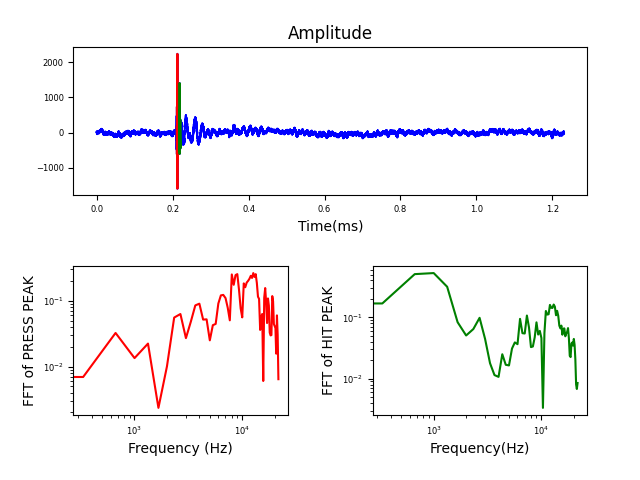 Amplitude
2000
1000
0
−1000
0.0 0.2 0.4 0.6 0.8 1.0 1.2
Time(ms)
FFT of PRESS PEAK
10⁻¹
10⁻²
10³ 10⁴
Frequency (Hz)
FFT of HIT PEAK
10⁻¹
10⁻²
10³ 10⁴
Frequency(Hz)